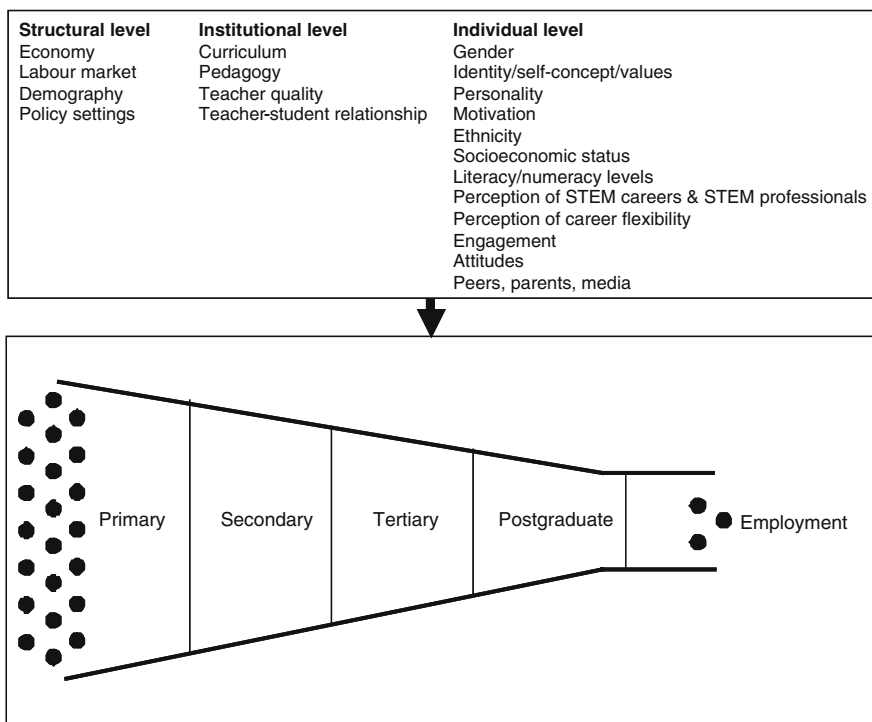 Structural level
Economy
Labour market
Demography
Policy settings
Institutional level
Curriculum
Pedagogy
Teacher quality
Teacher-student relationship
Individual level
Gender
Identity/self-concept/values
Personality
Motivation
Ethnicity
Socioeconomic status
Literacy/numeracy levels
Perception of STEM careers & STEM professionals
Perception of career flexibility
Engagement
Attitudes
Peers, parents, media
Primary
Secondary
Tertiary
Postgraduate
Employment